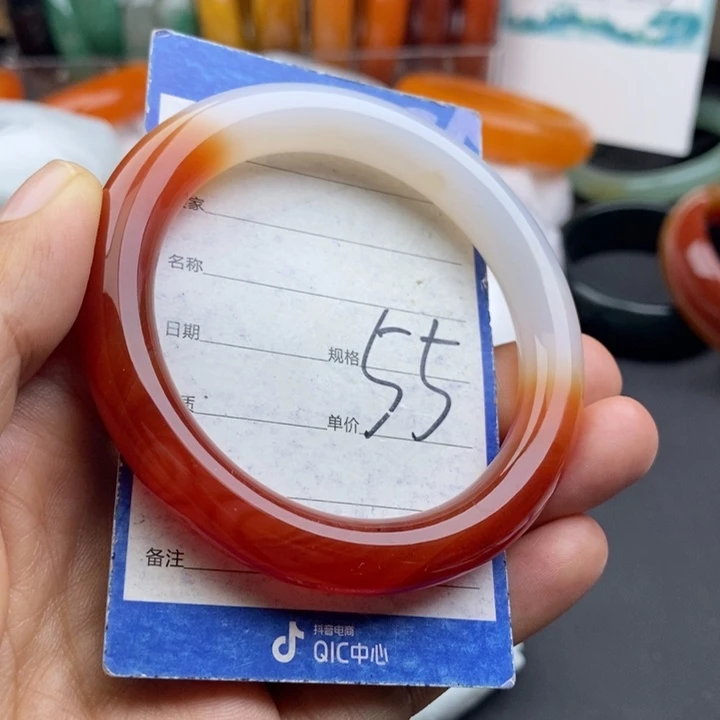 家
名称
日期 规格 55
质 单价
备注
抖音电商
QIC中心